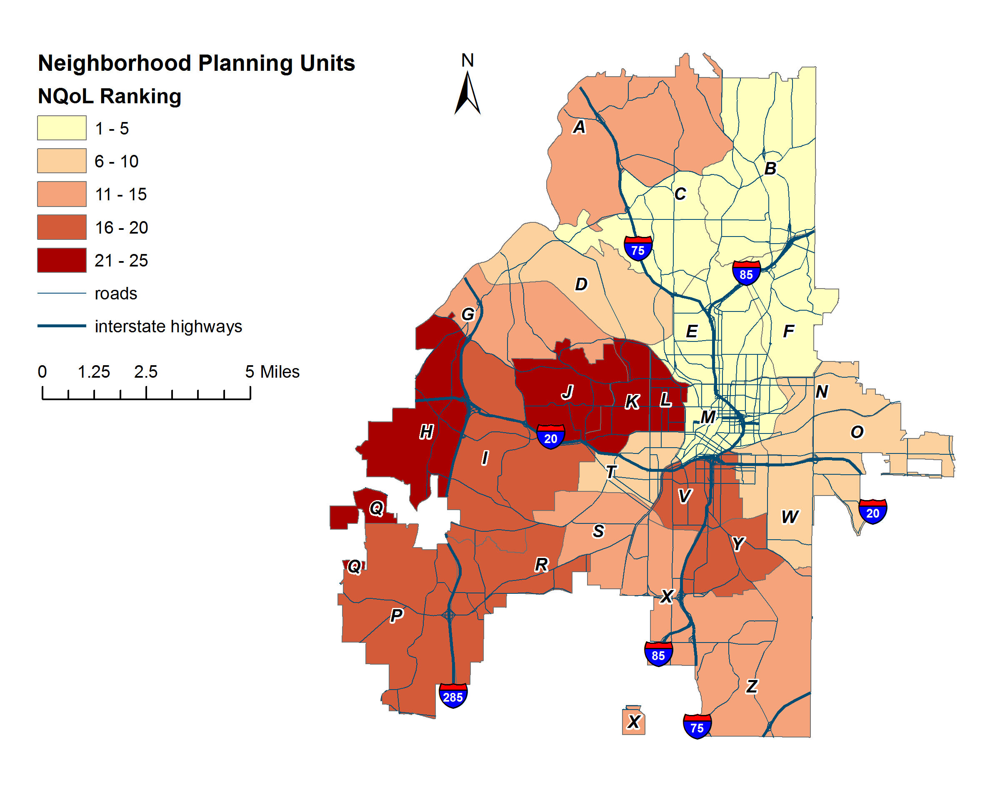 Neighborhood Planning Units
NQoL Ranking
1 - 5
6 - 10
11 - 15
16 - 20
21 - 25
roads
interstate highways
0 1.25 2.5 5 Miles
N
A
B
C
75
85
D
G
E
F
J
K
L
N
M
H
20
O
I
T
V
Q
W
20
S
Y
Q
R
X
P
85
Z
285
X
75